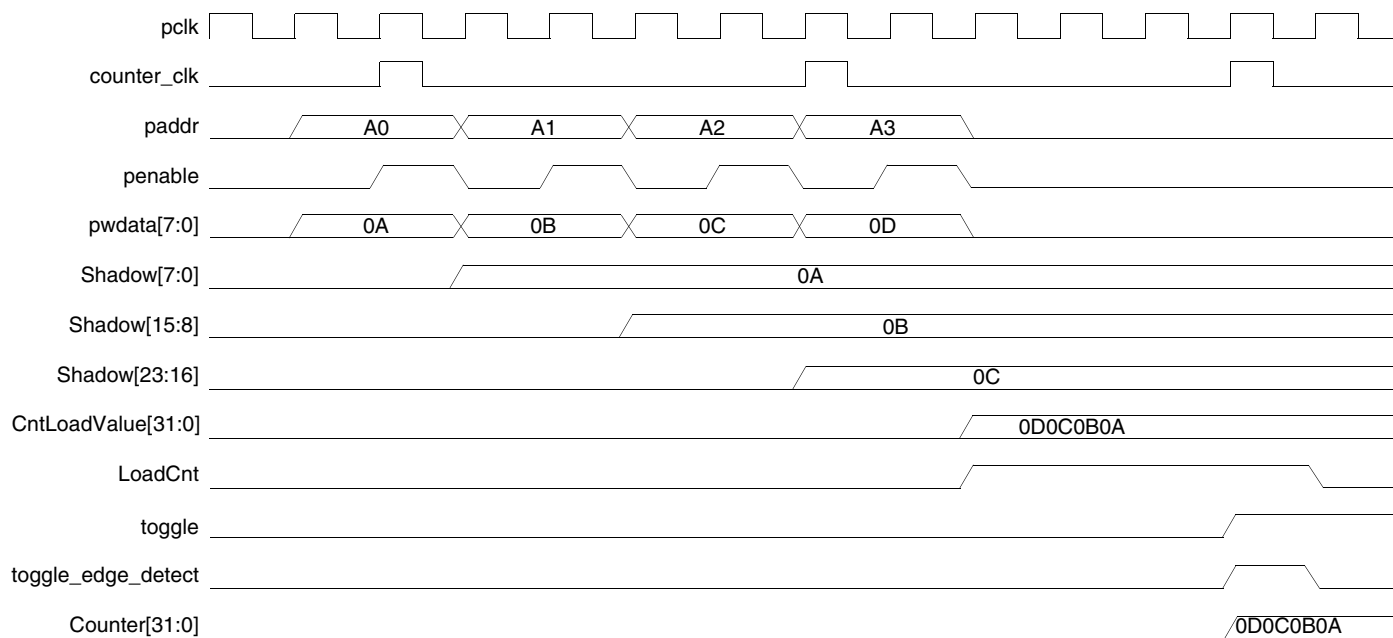 pclk
counter_clk
paddr A0 A1 A2 A3
penable
pwdata[7:0] 0A 0B 0C 0D
Shadow[7:0] 0A
Shadow[15:8] 0B
Shadow[23:16] 0C
CntLoadValue[31:0] 0D0C0B0A
LoadCnt
toggle
toggle_edge_detect
Counter[31:0] 0D0C0B0A